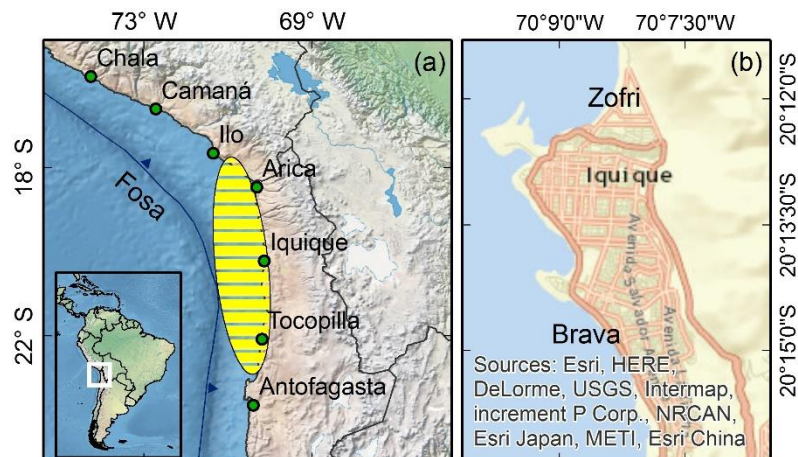 73° W
69° W
(a)
Chala
Camaná
Ilo
Arica
18° S
Fosa
Iquique
Tocopilla
22° S
Antofagasta
70°9'0"W
70°7'30"W
(b)
Zofri
20°12'0"S
Iquique
20°13'30"S
Avenida Salvador
Avenida
Brava
20°15'0"S
Sources: Esri, HERE,
DeLorme, USGS, Intermap,
increment P Corp., NRCAN,
Esri Japan, METI, Esri China